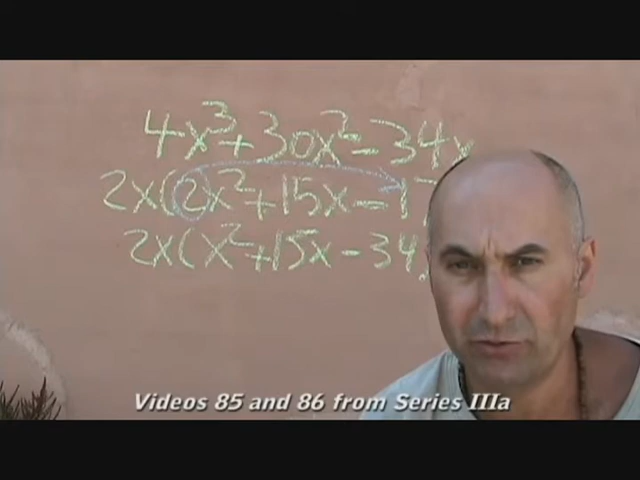 4x³+30x²-34x
2x(2x²+15x-17
2x(x²+15x-34
Videos 85 and 86 from Series IIIa